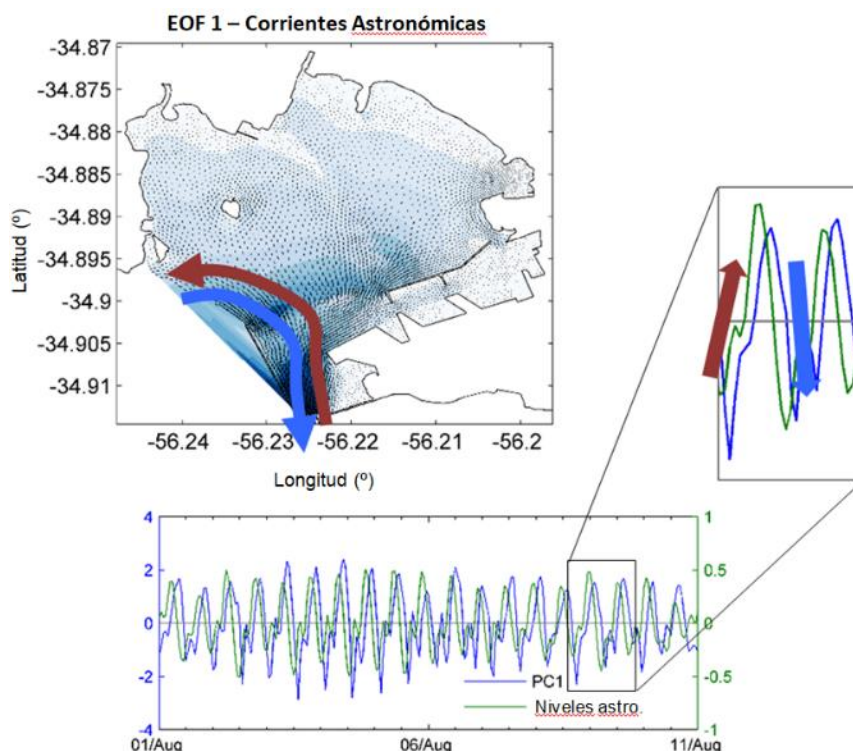 EOF 1 – Corrientes Astronómicas
-34.87
-34.875
-34.88
-34.885
-34.89
-34.895
-34.9
-34.905
-34.91
Latitud (º)
-56.24 -56.23 -56.22 -56.21 -56.2
Longitud (º)
4
2
0
-2
-4
1
0.5
0
-0.5
-1
PC1
Niveles astro.
01/Aug 06/Aug 11/Aug